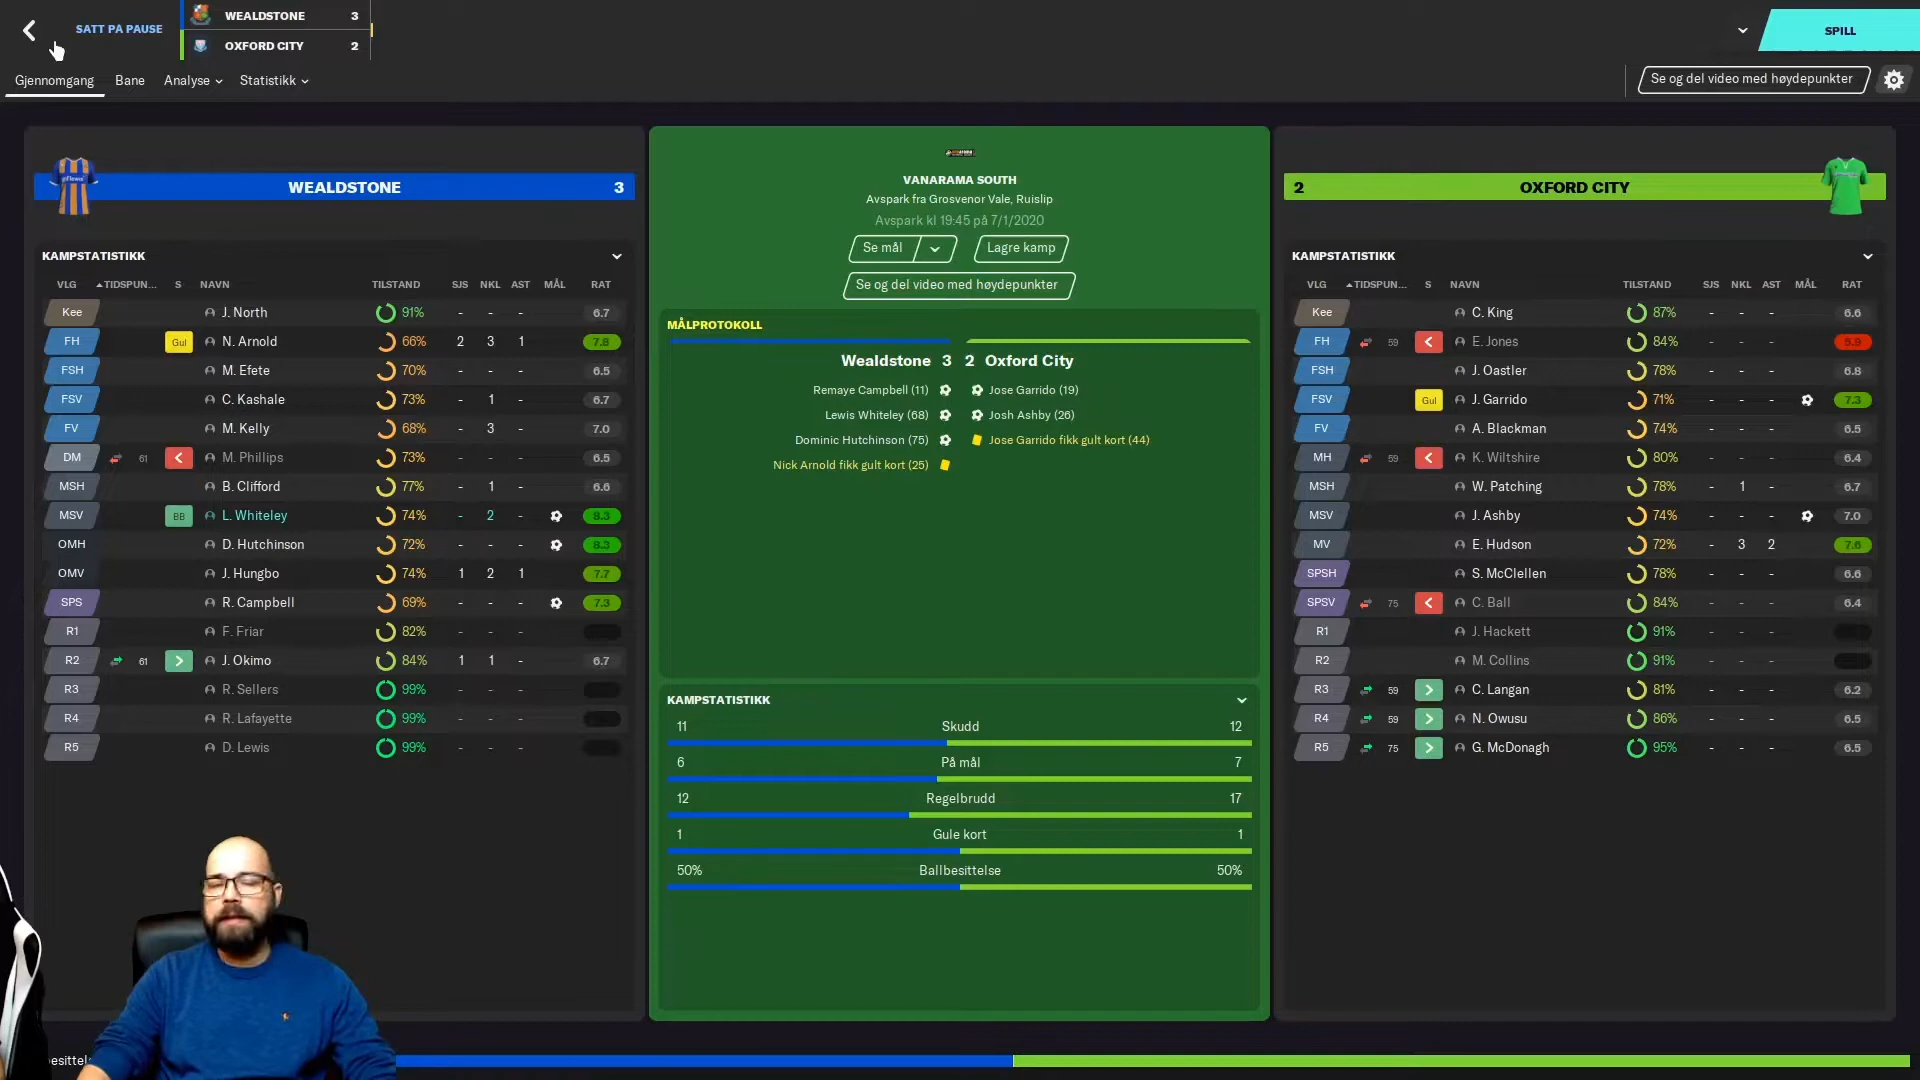 SATT PÅ PAUSE
WEALDSTONE 3
OXFORD CITY 2
SPILL
Gjennomgang Bane Analyse Statistikk
Se og del video med høydepunkter
WEALDSTONE 3
KAMPSTATISTIKK
VLG TIDSPUN... S NAVN TILSTAND SJS NKL AST MÅL RAT
Kee J. North 91% - - - 6.7
FH Gul N. Arnold 66% 2 3 1 7.8
FSH M. Efete 70% - - - 6.5
FSV C. Kashale 73% - 1 - 6.7
FV M. Kelly 68% - 3 - 7.0
DM 61 M. Phillips 73% - - - 6.5
MSH B. Clifford 77% - 1 - 6.6
MSV BB L. Whiteley 74% - 2 - 8.3
OMH D. Hutchinson 72% - - - 8.3
OMV J. Hungbo 74% 1 2 1 7.7
SPS R. Campbell 69% - - - 7.3
R1 F. Friar 82% - - -
R2 61 J. Okimo 84% 1 1 - 6.7
R3 R. Sellers 99% - - -
R4 R. Lafayette 99% - - -
R5 D. Lewis 99% - - -
VANARAMA SOUTH
Avspark fra Grosvenor Vale, Ruislip
Avspark kl 19:45 på 7/1/2020
Se mål Lagre kamp
Se og del video med høydepunkter
MÅLPROTOKOLL
Wealdstone 3 2 Oxford City
Remaye Campbell (11) Jose Garrido (19)
Lewis Whiteley (68) Josh Ashby (26)
Dominic Hutchinson (75) Jose Garrido fikk gult kort (44)
Nick Arnold fikk gult kort (25)
KAMPSTATISTIKK
11 Skudd 12
6 På mål 7
12 Regelbrudd 17
1 Gule kort 1
50% Ballbesittelse 50%
2 OXFORD CITY
KAMPSTATISTIKK
VLG TIDSPUN... S NAVN TILSTAND SJS NKL AST MÅL RAT
Kee C. King 87% - - - 6.6
FH 59 E. Jones 84% - - - 5.9
FSH J. Oastler 78% - - - 6.8
FSV Gul J. Garrido 71% - - - 7.3
FV A. Blackman 74% - - - 6.5
MH 59 K. Wiltshire 80% - - - 6.4
MSH W. Patching 78% - 1 - 6.7
MSV J. Ashby 74% - - - 7.0
MV E. Hudson 72% - 3 2 7.6
SPSH S. McClellen 78% - - - 6.6
SPSV 75 C. Ball 84% - - - 6.4
R1 J. Hackett 91% - - -
R2 M. Collins 91% - - -
R3 59 C. Langan 81% - - - 6.2
R4 59 N. Owusu 86% - - - 6.5
R5 75 G. McDonagh 95% - - - 6.5